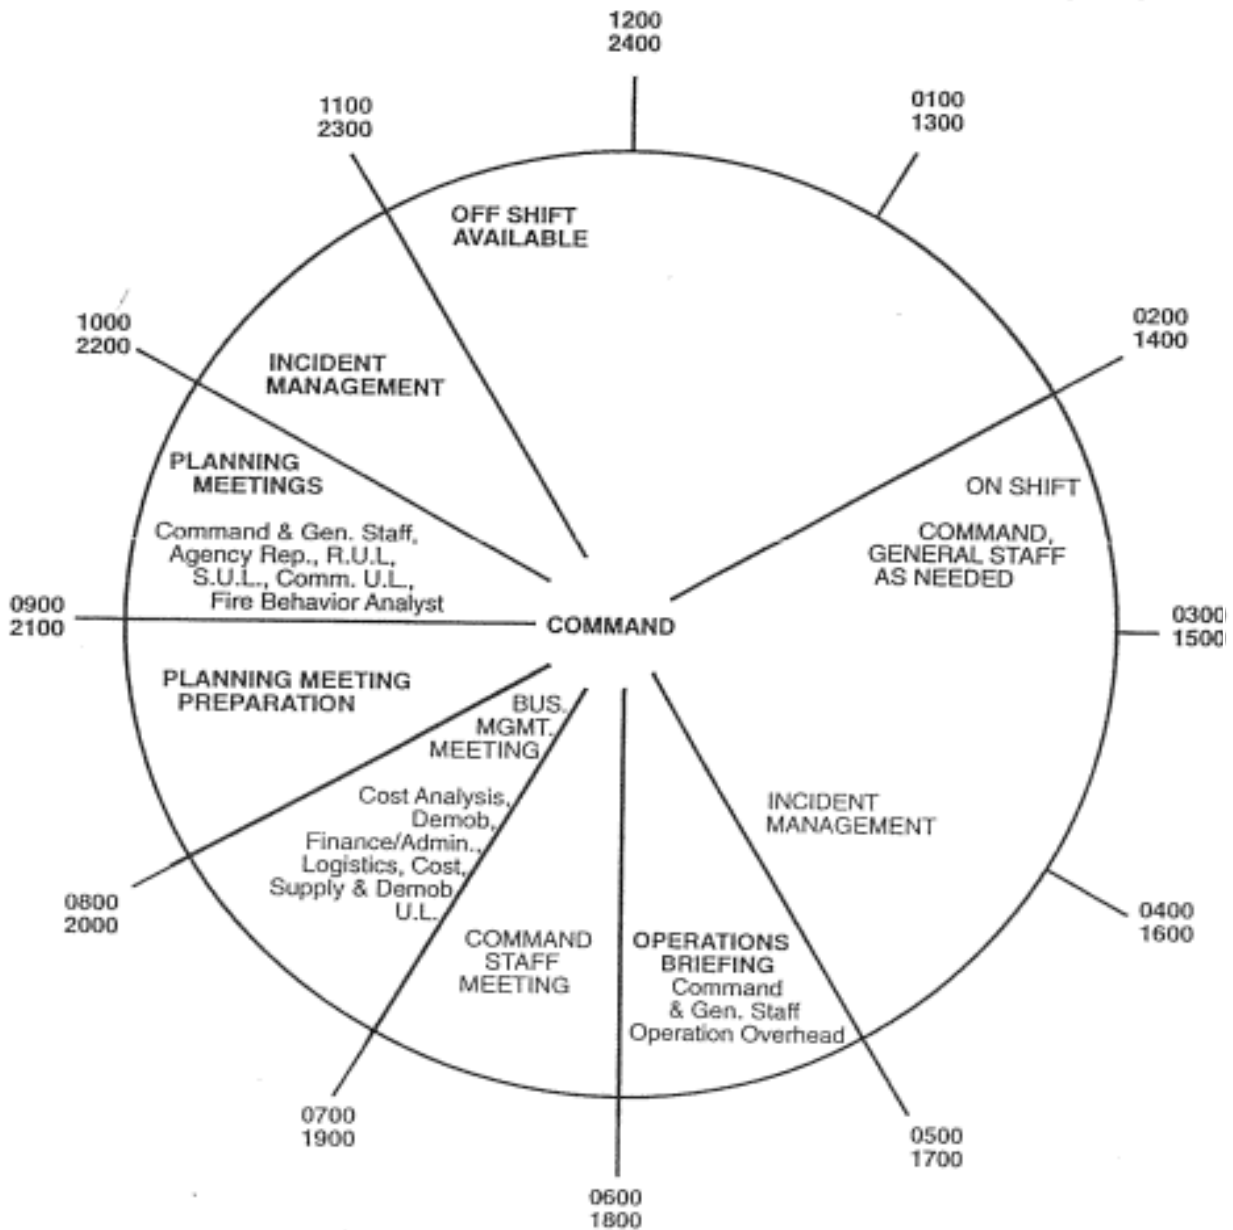 1200
2400
0100
1300
1100
2300
OFF SHIFT
AVAILABLE
0200
1400
1000
2200
INCIDENT
MANAGEMENT
PLANNING
MEETINGS
Command & Gen. Staff,
Agency Rep., R.U.L,
S.U.L., Comm. U.L.,
Fire Behavior Analyst
ON SHIFT
COMMAND,
GENERAL STAFF
AS NEEDED
0900
2100
COMMAND
0300
1500
PLANNING MEETING
PREPARATION
BUS.
MGMT.
MEETING
Cost Analysis,
Demob,
Finance/Admin.,
Logistics, Cost,
Supply & Demob
U.L.
INCIDENT
MANAGEMENT
0800
2000
0400
1600
COMMAND
STAFF
MEETING
OPERATIONS
BRIEFING
Command
& Gen. Staff
Operation Overhead
0700
1900
0500
1700
0600
1800